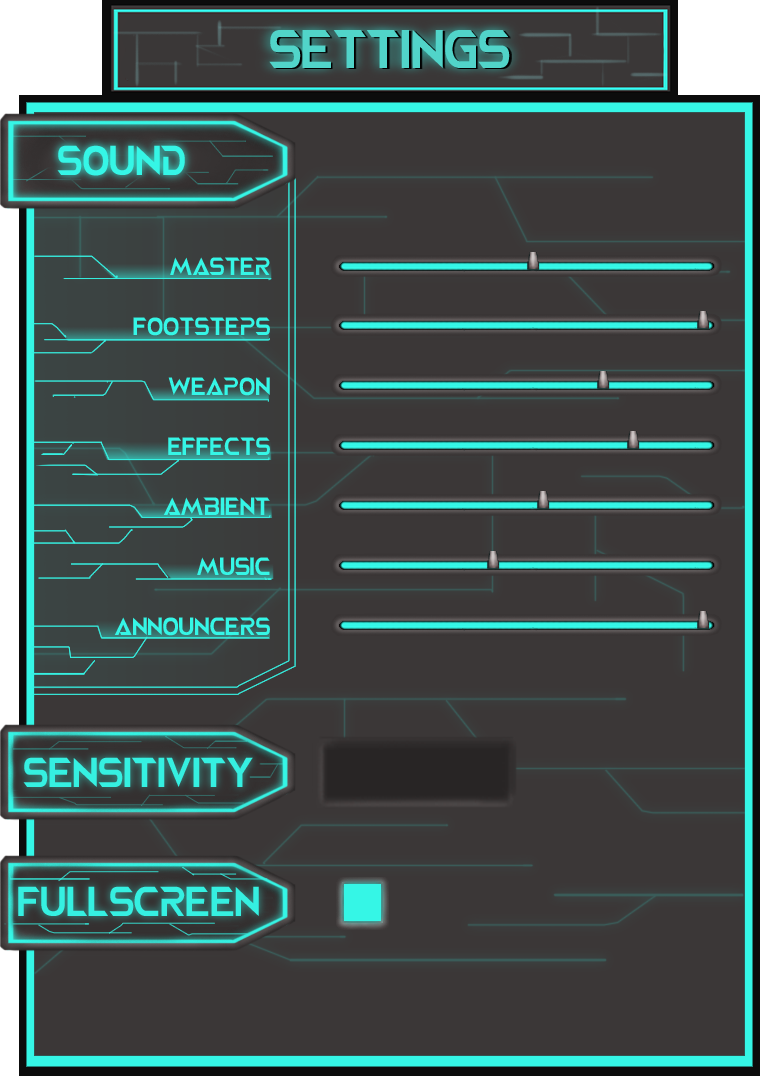 SETTINGS
SOUND
MASTER
FOOTSTEPS
WEAPON
EFFECTS
AMBIENT
MUSIC
ANNOUNCERS
SENSITIVITY
FULLSCREEN